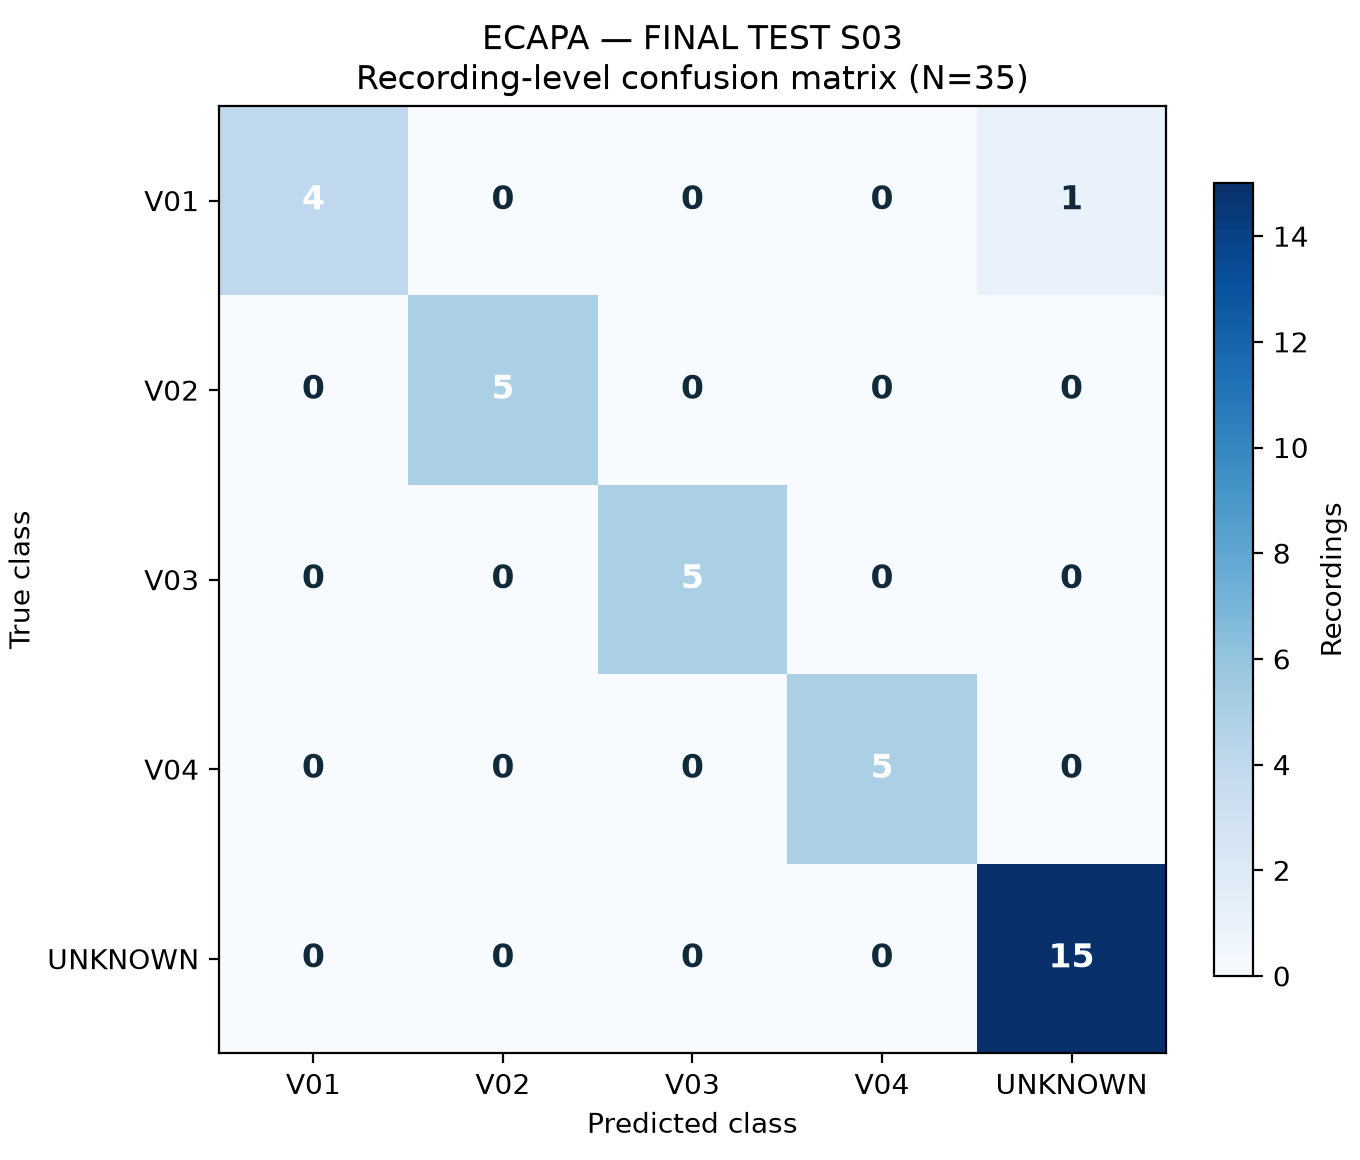 ECAPA — FINAL TEST S03
Recording-level confusion matrix (N=35)
V01 4 0 0 0 1
V02 0 5 0 0 0
V03 0 0 5 0 0
V04 0 0 0 5 0
UNKNOWN 0 0 0 0 15
V01 V02 V03 V04 UNKNOWN
Predicted class
True class
14
12
10
8
6
4
2
0
Recordings